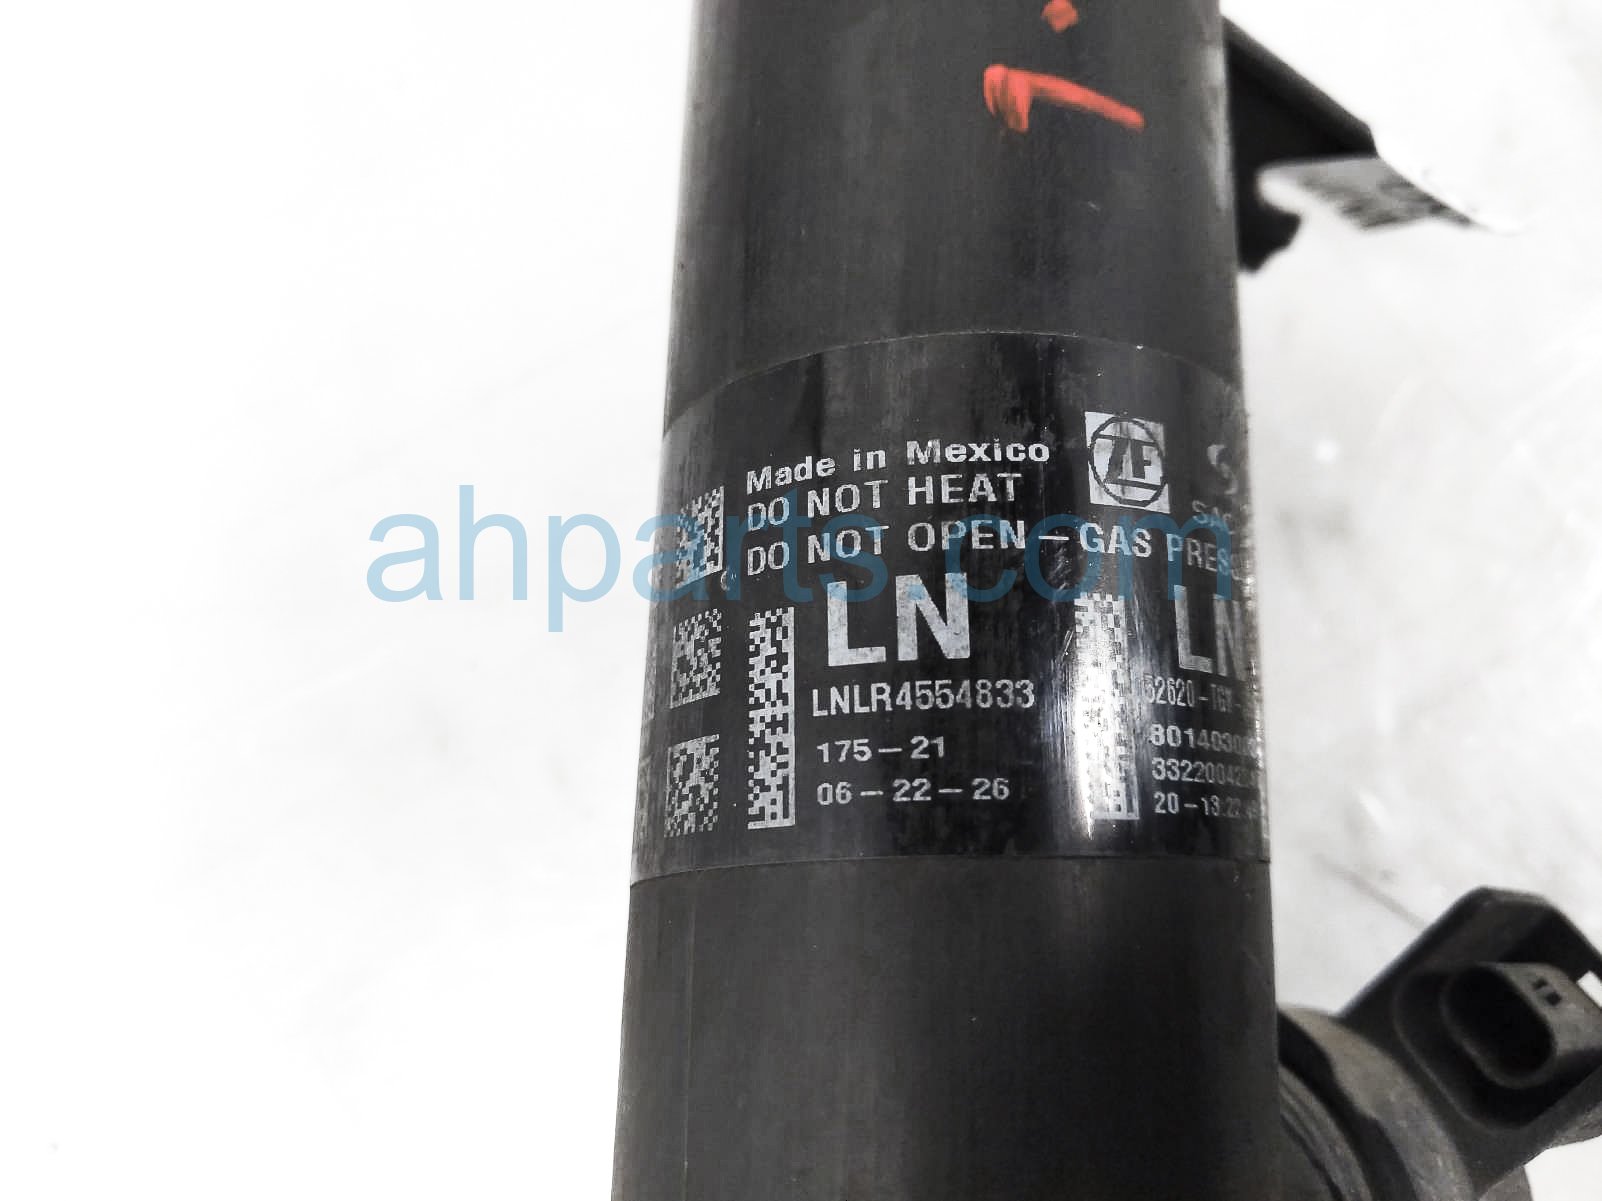 Made in Mexico
DO NOT HEAT
DO NOT OPEN – GAS
ZF
LN
LNLR4554833
175–21
06–22–26
LN
ahparts.com